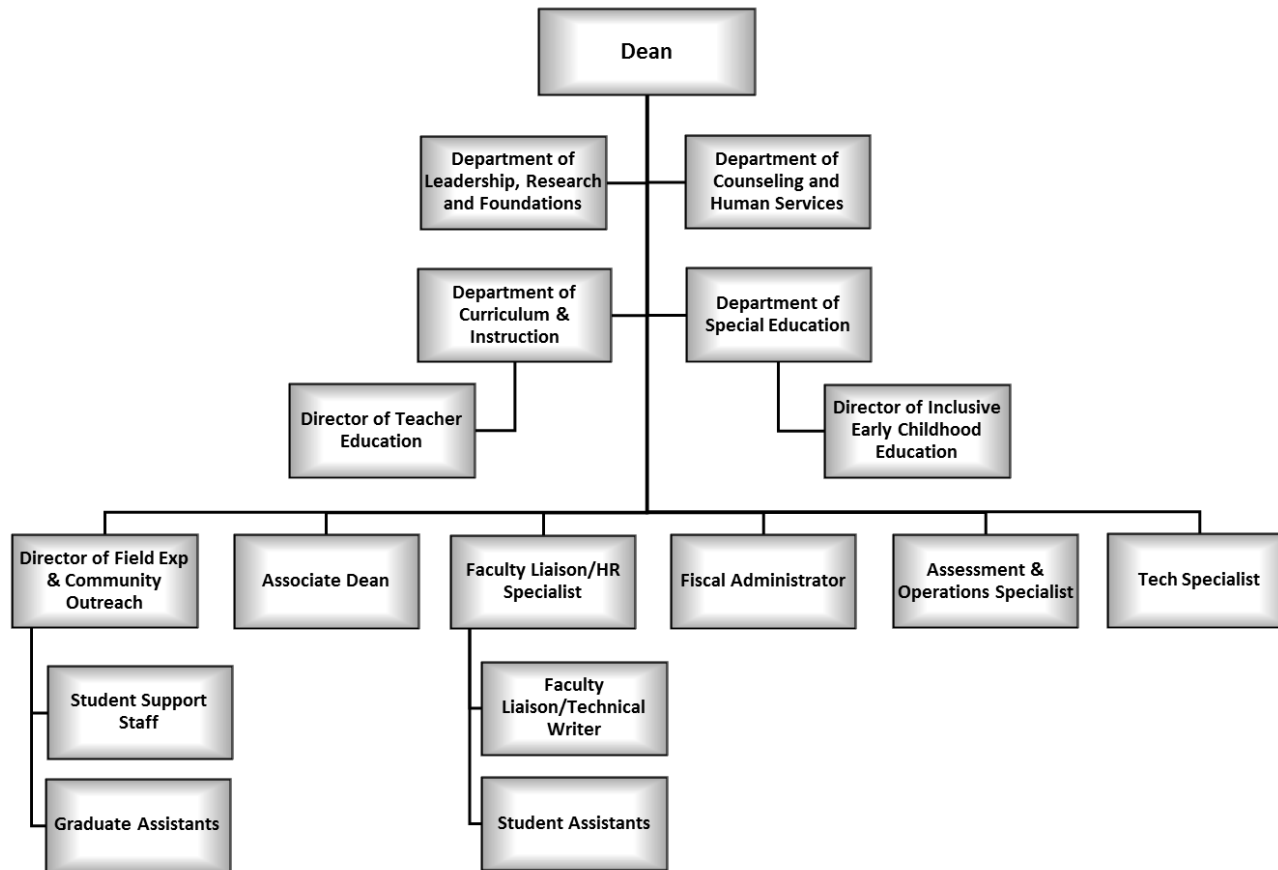 Dean
Department of
Leadership, Research
and Foundations
Department of
Counseling and
Human Services
Department of
Curriculum &
Instruction
Department of
Special Education
Director of Teacher
Education
Director of Inclusive
Early Childhood
Education
Director of Field Exp
& Community
Outreach
Associate Dean
Faculty Liaison/HR
Specialist
Fiscal Administrator
Assessment &
Operations Specialist
Tech Specialist
Student Support
Staff
Faculty
Liaison/Technical
Writer
Graduate Assistants
Student Assistants